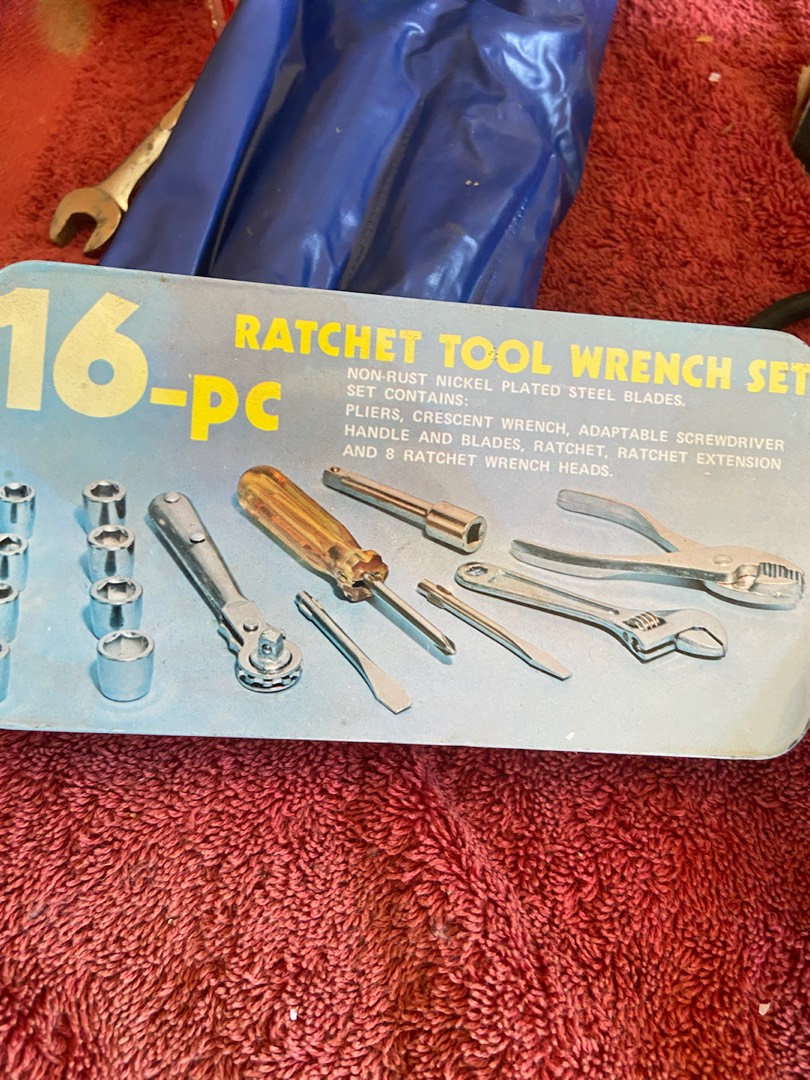 16-pc
RATCHET TOOL WRENCH SET
NON-RUST NICKEL PLATED STEEL BLADES.
SET CONTAINS:
PLIERS, CRESCENT WRENCH, ADAPTABLE SCREWDRIVER
HANDLE AND BLADES, RATCHET, RATCHET EXTENSION
AND 8 RATCHET WRENCH HEADS.